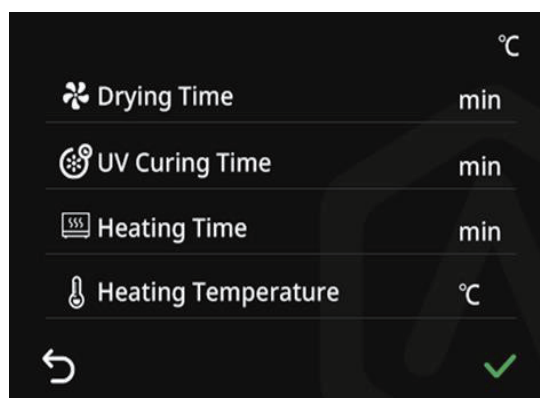 ℃
Drying Time min
UV Curing Time min
Heating Time min
Heating Temperature ℃